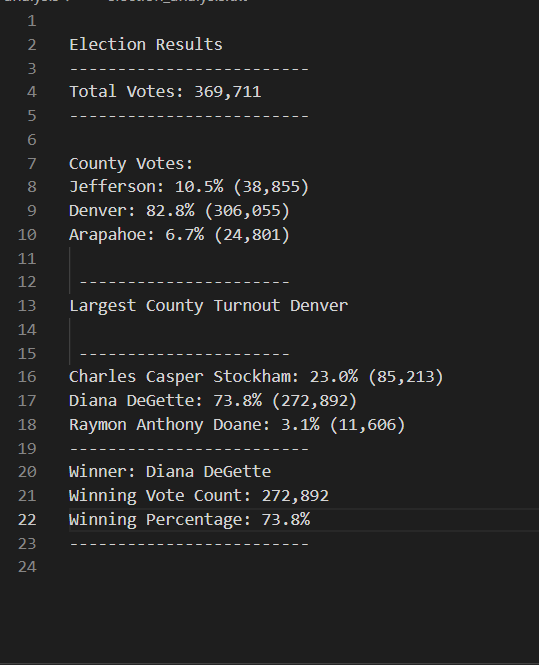 1
2 Election Results
3 -------------------------
4 Total Votes: 369,711
5 -------------------------
6
7 County Votes:
8 Jefferson: 10.5% (38,855)
9 Denver: 82.8% (306,055)
10 Arapahoe: 6.7% (24,801)
11
12 ----------------------
13 Largest County Turnout Denver
14
15 ----------------------
16 Charles Casper Stockham: 23.0% (85,213)
17 Diana DeGette: 73.8% (272,892)
18 Raymon Anthony Doane: 3.1% (11,606)
19 -------------------------
20 Winner: Diana DeGette
21 Winning Vote Count: 272,892
22 Winning Percentage: 73.8%
23 -------------------------
24